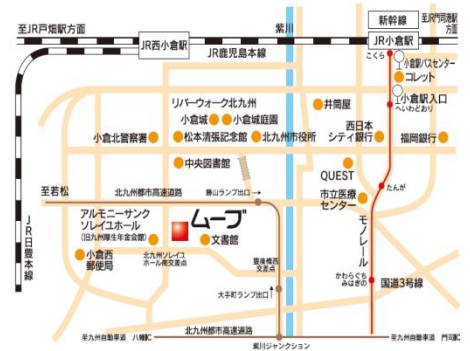 新幹線
至JR戸畑駅方面
JR西小倉駅
紫川
JR鹿児島本線
JR小倉駅
至JR門司港駅
方面
こくら
小倉駅バスセンター
コレット
小倉駅入口
へいわどおり
リバーウォーク北九州
井筒屋
小倉城
小倉城庭園
小倉北警察署
松本清張記念館
北九州市役所
西日本
シティ銀行
福岡銀行
中央図書館
QUEST
至若松
北九州都市高速道路
勝山ランプ出口
市立医療
センター
たんが
アルモニーサンク
ソレイユホール
(旧九州厚生年金会館)
ムーブ
文書館
モノレール
JR日豊本線
小倉西
郵便局
北九州ソレイユ
ホール前交差点
豊後橋西
交差点
かわらぐち
みはぎの
国道3号線
大手町ランプ出口
至九州自動車道 八幡IC
北九州都市高速道路
至九州自動車道 門司IC
紫川ジャンクション